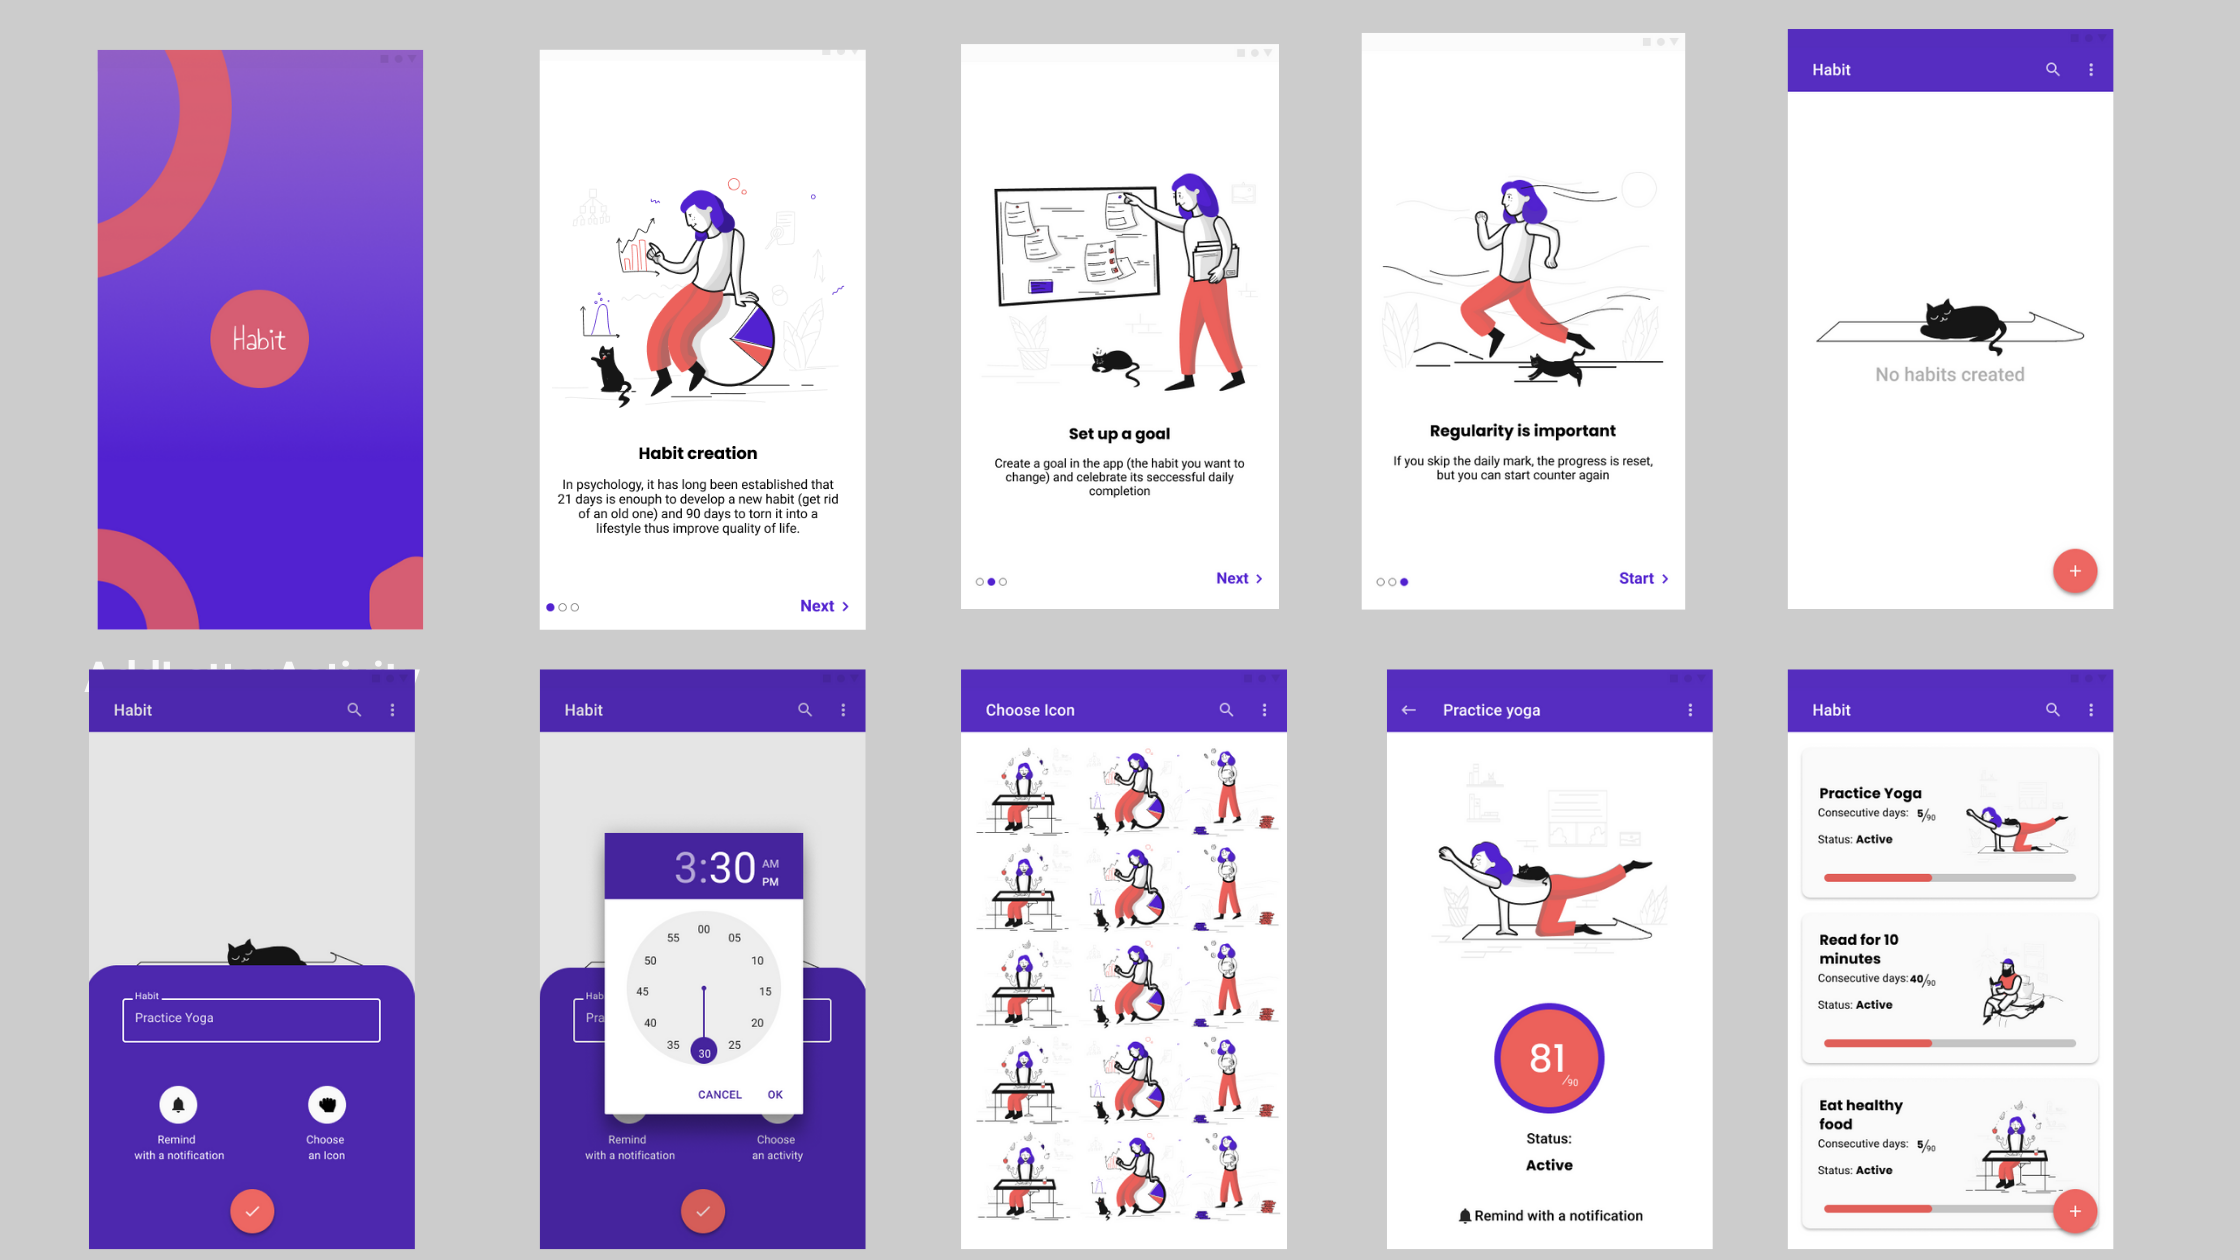 Habit
Habit creation
In psychology, it has long been established that
21 days is enouph to develop a new habit (get rid
of an old one) and 90 days to torn it into a
lifestyle thus improve quality of life.
Next
Set up a goal
Create a goal in the app (the habit you want to
change) and celebrate its seccessful daily
completion
Next
Regularity is important
If you skip the daily mark, the progress is reset,
but you can start counter again
Start
Habit
No habits created
+
Habit
Habit
Practice Yoga
Remind
with a notification
Choose
an Icon
Habit
3:30
AM
PM
00
05
10
15
20
25
30
35
40
45
50
55
CANCEL
OK
Hab
Pra
Remind
with a notification
Choose
an activity
Choose Icon
Practice yoga
81/90
Status:
Active
Remind with a notification
Habit
Practice Yoga
Consecutive days: 5/90
Status: Active
Read for 10
minutes
Consecutive days: 40/90
Status: Active
Eat healthy
food
Consecutive days: 5/90
Status: Active
+